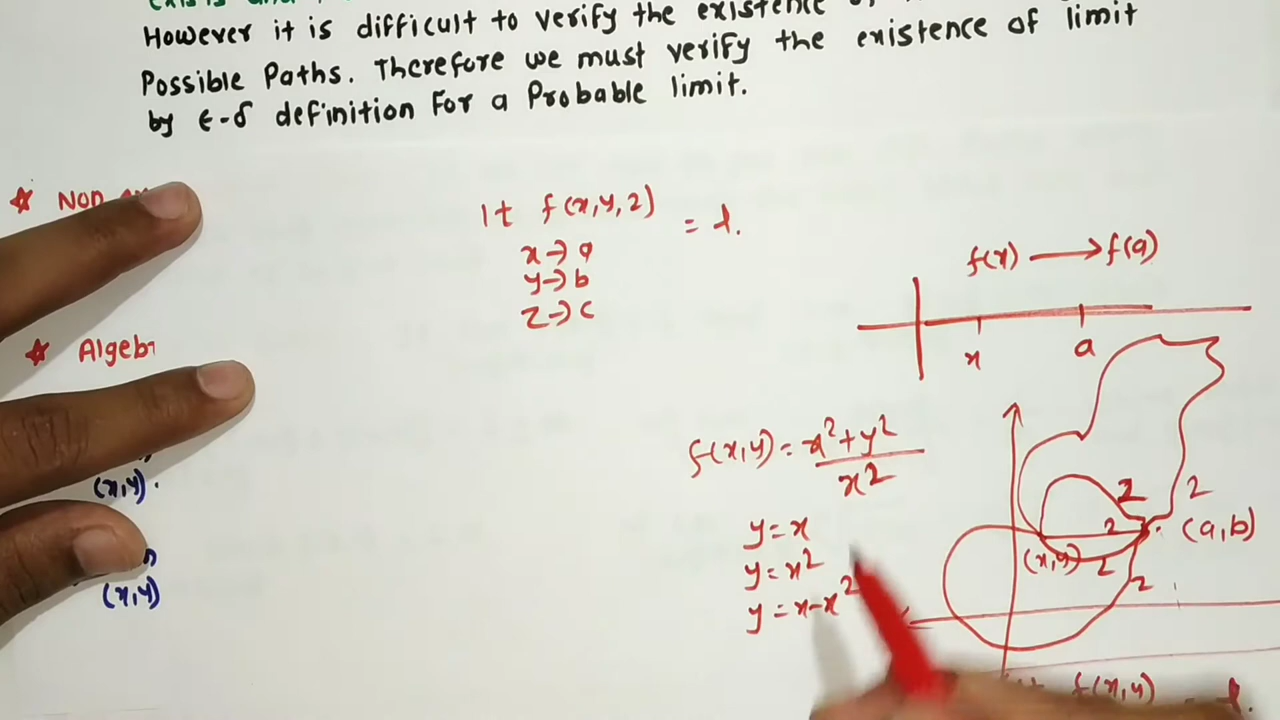 However it is difficult to verify the existence
Possible Paths. Therefore we must verify the existence of limit
by ϵ-δ definition For a Probable limit.
★ Non
lt f(x,y,z) = l.
x→a
y→b
z→c
f(x) ⟶ f(a)
x a
★ Algeb
f(x,y) = x²+y² / x²
y=x
y=x²
y=x-x²
2 2 2 2 2
(a,b)
(x,y)
(x,y).
(x,y)
f(x,y) = l.